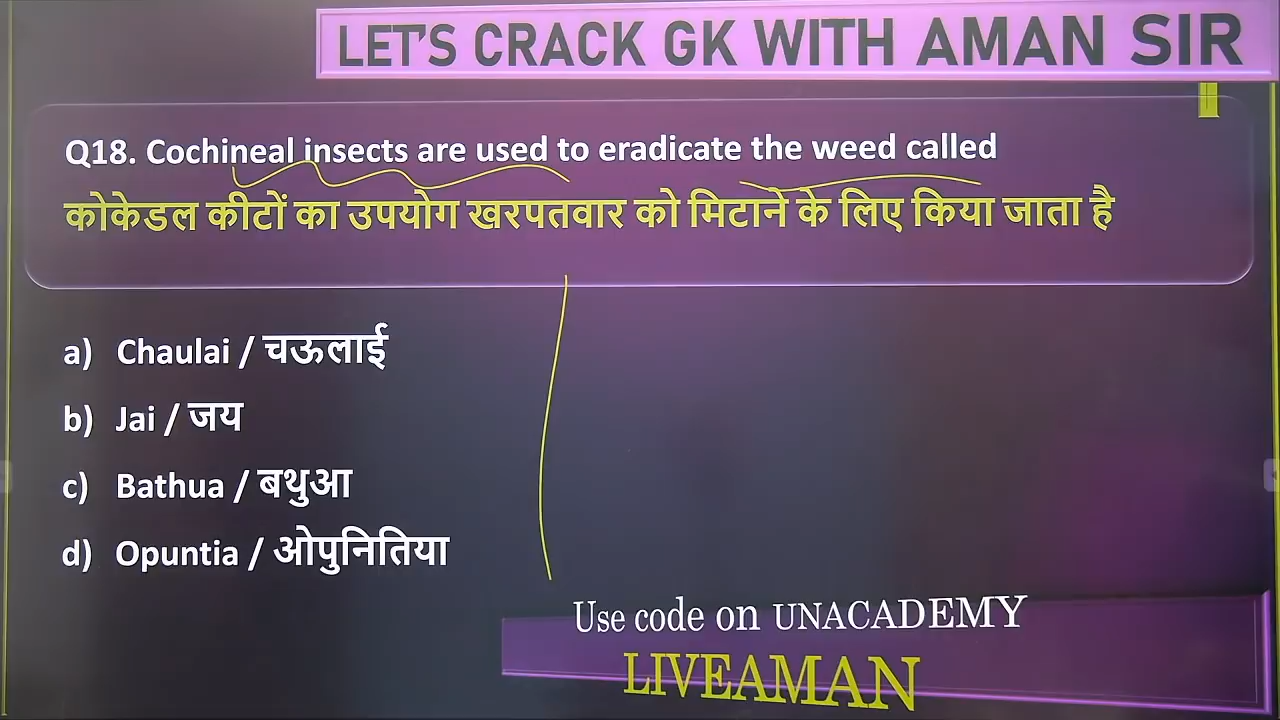 LET'S CRACK GK WITH AMAN SIR
Q18. Cochineal insects are used to eradicate the weed called
कोकेडल कीटों का उपयोग खरपतवार को मिटाने के लिए किया जाता है
a) Chaulai / चऊलाई
b) Jai / जय
c) Bathua / बथुआ
d) Opuntia / ओपुनितिया
Use code on UNACADEMY
LIVEAMAN